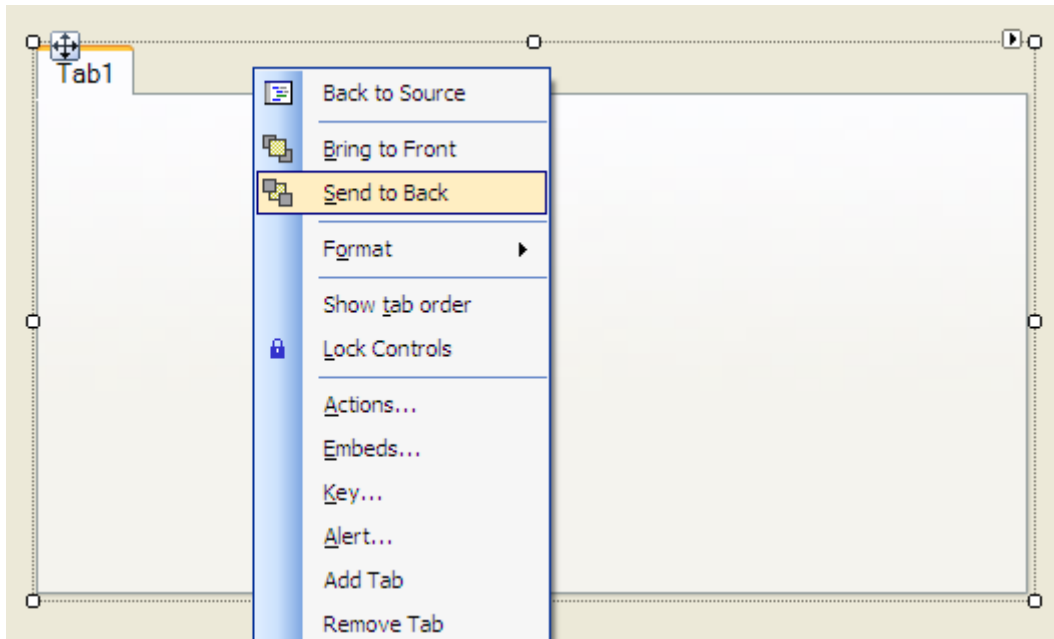 Tab1
Back to Source
Bring to Front
Send to Back
Format
Show tab order
Lock Controls
Actions...
Embeds...
Key...
Alert...
Add Tab
Remove Tab